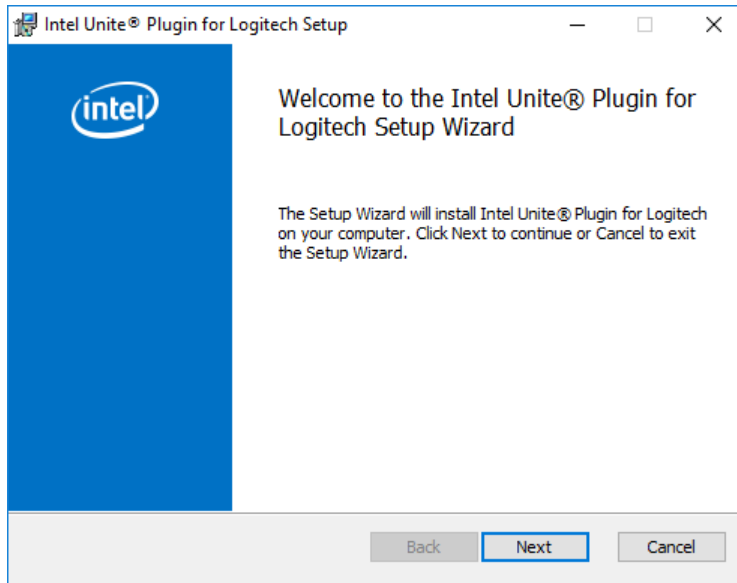 Intel Unite® Plugin for Logitech Setup
intel
Welcome to the Intel Unite® Plugin for
Logitech Setup Wizard
The Setup Wizard will install Intel Unite® Plugin for Logitech
on your computer. Click Next to continue or Cancel to exit
the Setup Wizard.
Back Next Cancel